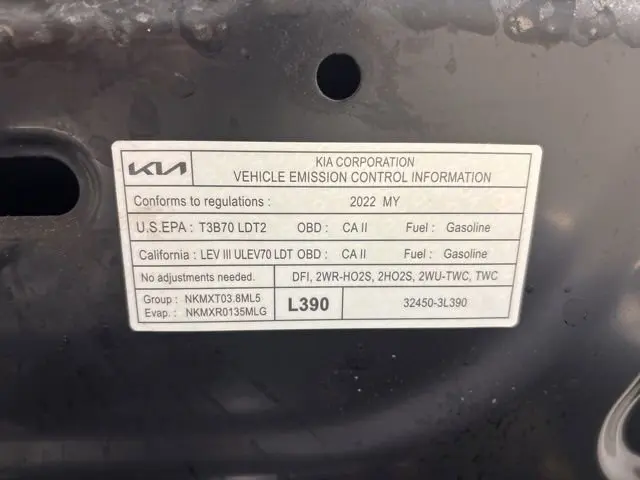 KIA
KIA CORPORATION
VEHICLE EMISSION CONTROL INFORMATION
Conforms to regulations : 2022 MY
U.S.EPA : T3B70 LDT2 OBD : CA II Fuel : Gasoline
California : LEV III ULEV70 LDT OBD : CA II Fuel : Gasoline
No adjustments needed. DFI, 2WR-HO2S, 2HO2S, 2WU-TWC, TWC
Group : NKMXT03.8ML5
Evap. : NKMXR0135MLG
L390
32450-3L390